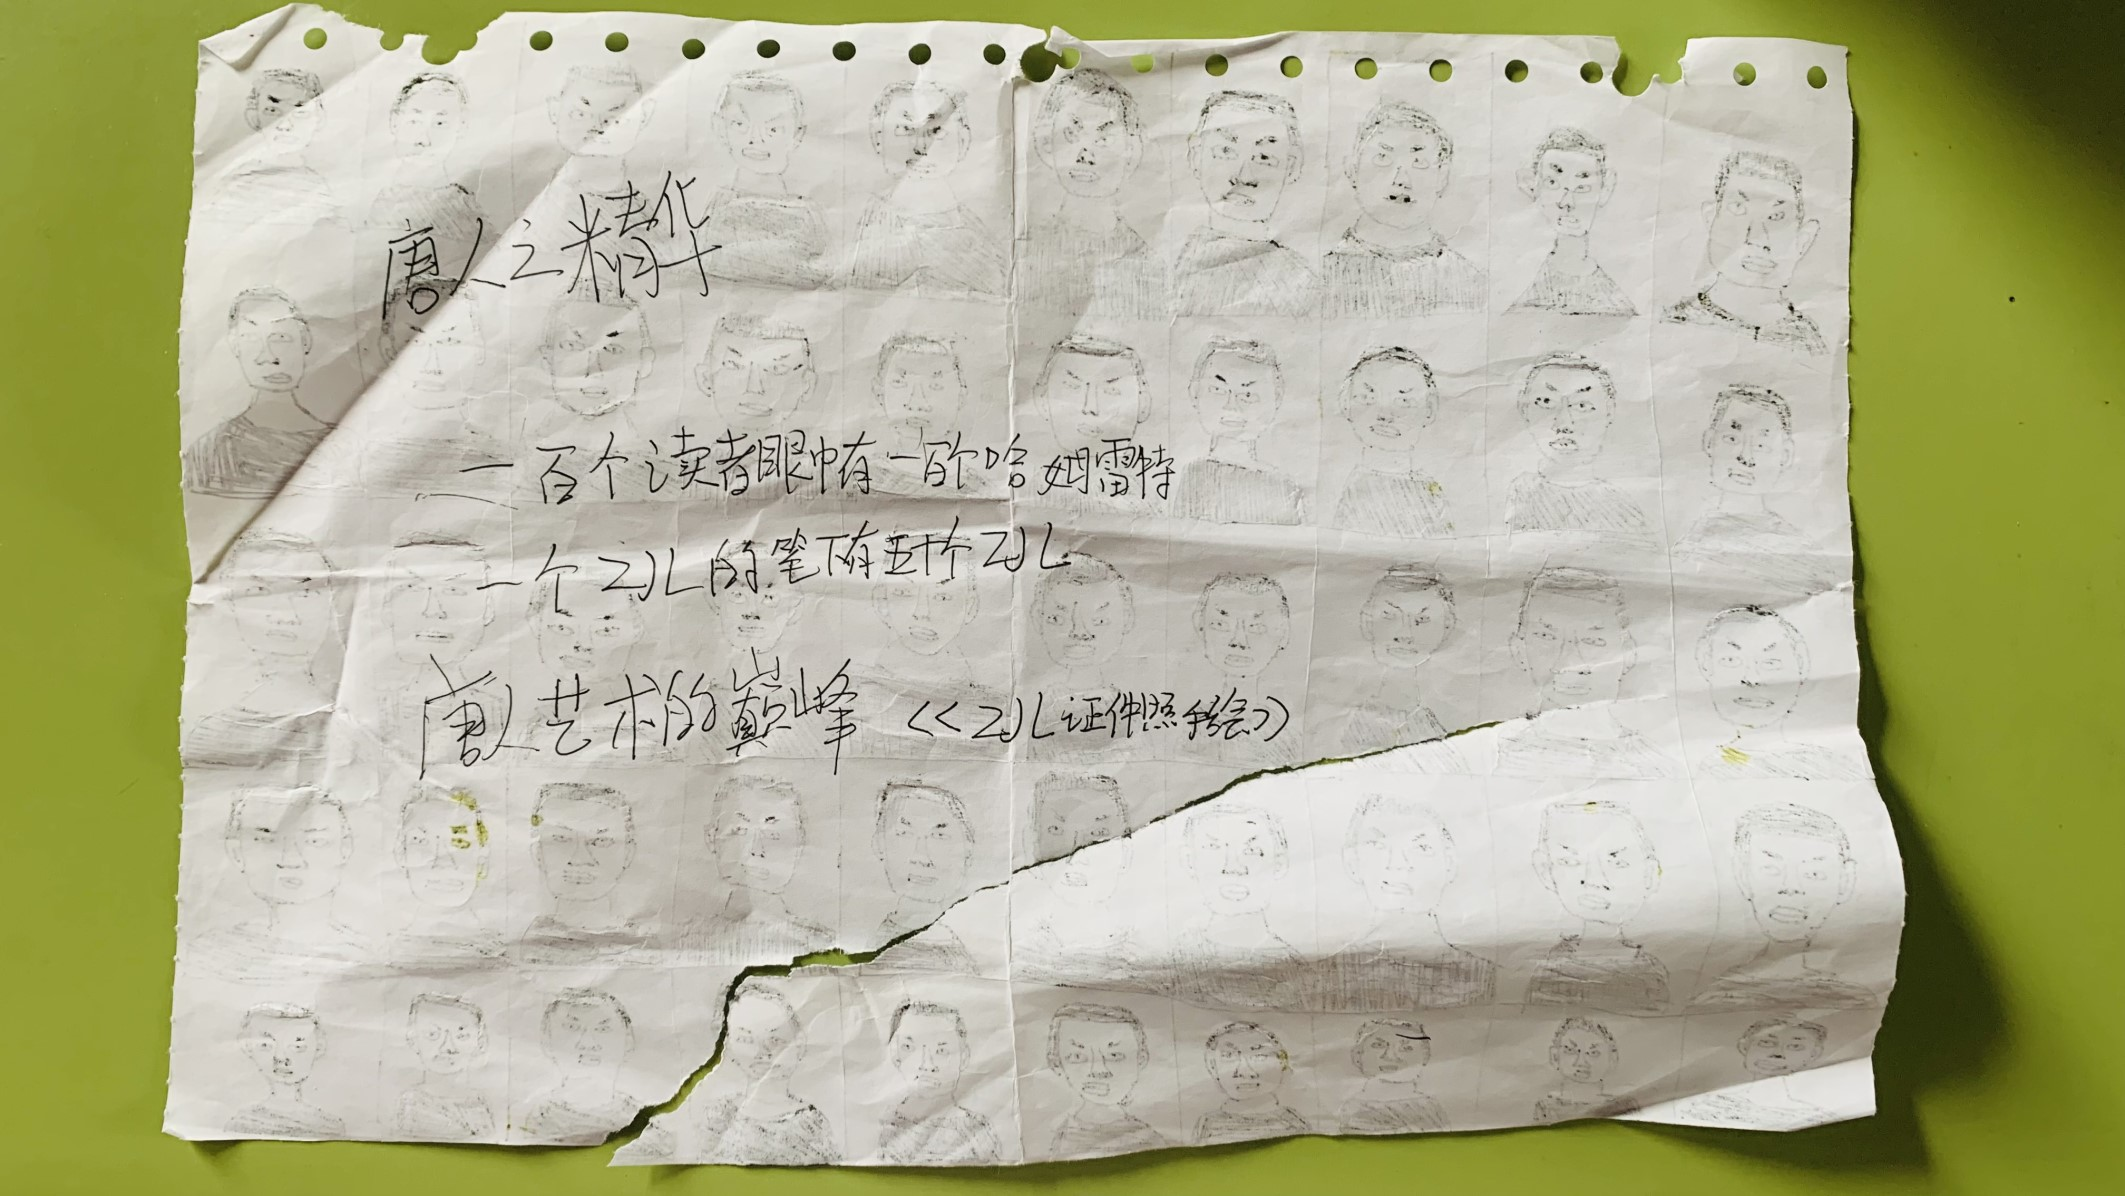 唐人之精华
一百个读者眼中有一百个哈姆雷特
一个ZJL的笔下有五十个ZJL
唐人艺术的巅峰《ZJL证件照手绘》